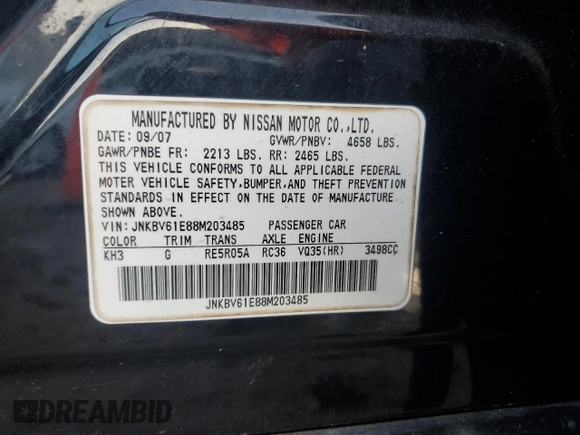 MANUFACTURED BY NISSAN MOTOR CO.,LTD.
DATE: 09/07 GVWR/PNBV: 4658 LBS.
GAWR/PNBE FR: 2213 LBS. RR: 2465 LBS.
THIS VEHICLE CONFORMS TO ALL APPLICABLE FEDERAL
MOTER VEHICLE SAFETY,BUMPER,AND THEFT PREVENTION
STANDARDS IN EFFECT ON THE DATE OF MANUFACTURE
SHOWN ABOVE.
VIN: JNKBV61E88M203485 PASSENGER CAR
COLOR TRIM TRANS AXLE ENGINE
KH3 G RE5R05A RC36 VQ35(HR) 3498CC
JNKBV61E88M203485
DREAMBID